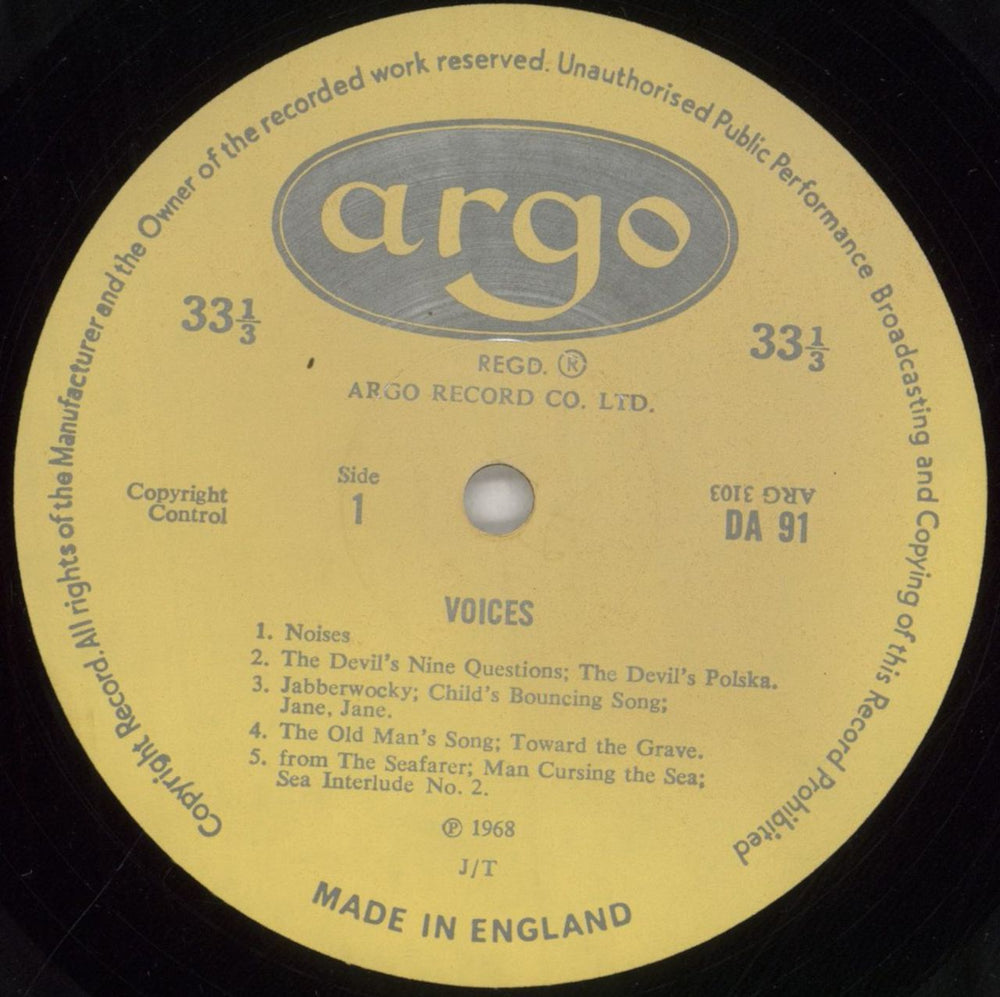 Copyright Record. All rights of the Manufacturer and the Owner of the recorded work reserved. Unauthorised Public Performance Broadcasting and Copying of this Record Prohibited
argo
33⅓
33⅓
REGD. Ⓡ
ARGO RECORD CO. LTD.
Copyright
Control
Side
1
ARG 3103
DA 91
VOICES
1. Noises
2. The Devil's Nine Questions; The Devil's Polska.
3. Jabberwocky; Child's Bouncing Song;
Jane, Jane.
4. The Old Man's Song; Toward the Grave.
5. from The Seafarer; Man Cursing the Sea;
Sea Interlude No. 2.
℗ 1968
J/T
MADE IN ENGLAND